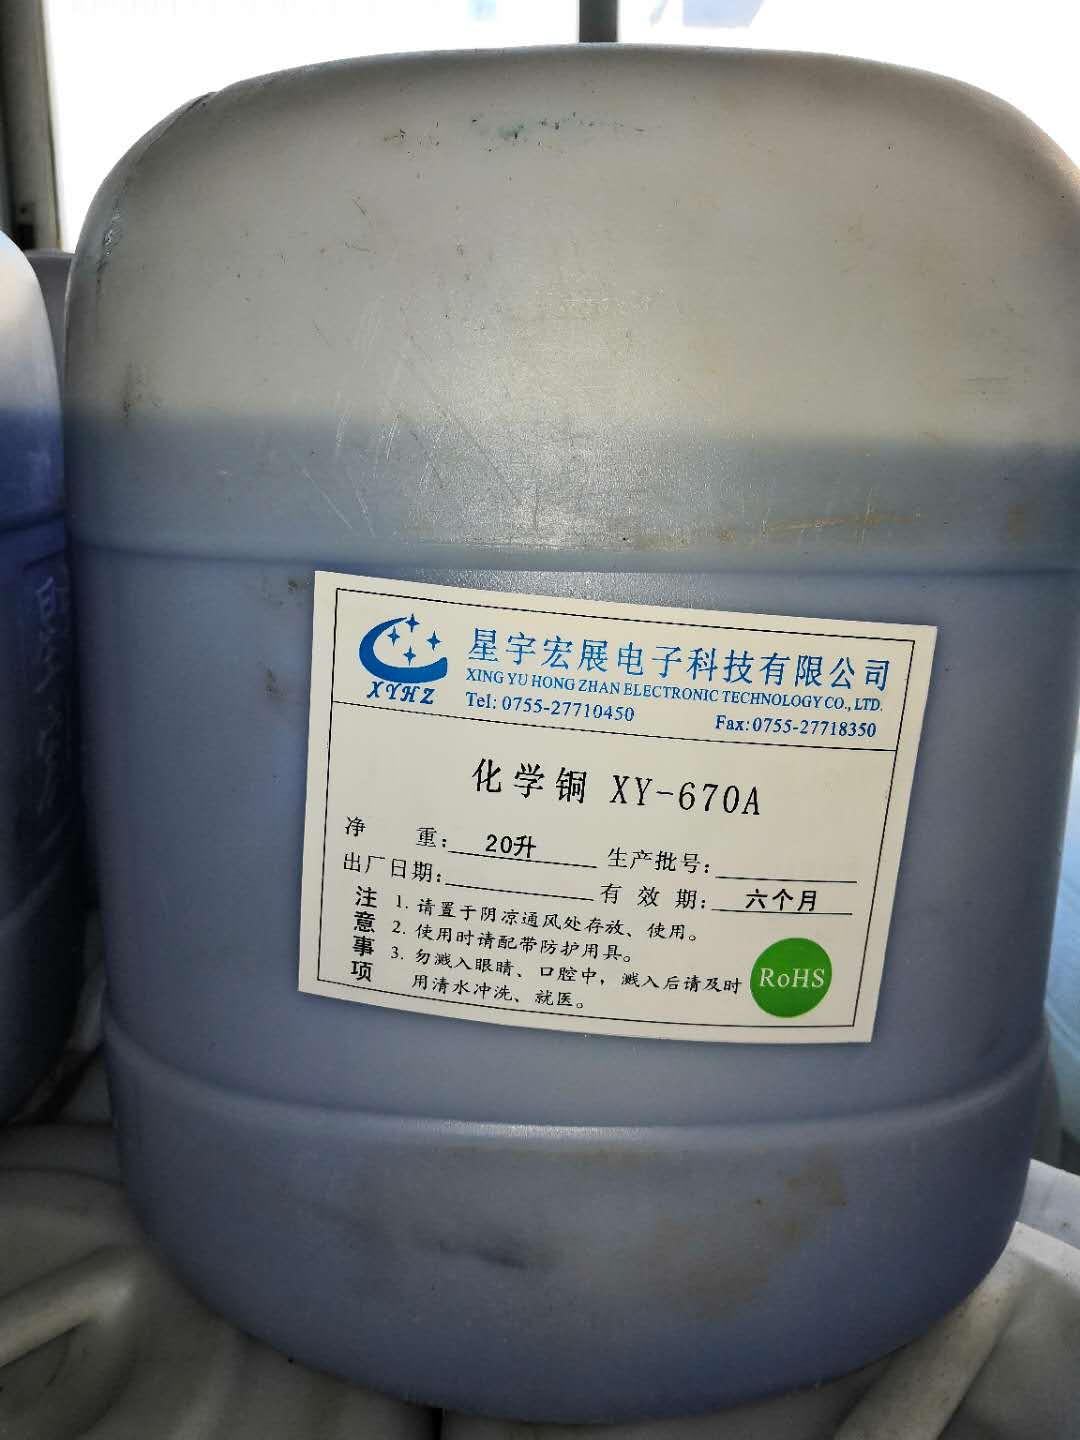 星宇宏展电子科技有限公司
XING YU HONG ZHAN ELECTRONIC TECHNOLOGY CO., LTD.
XYHZ
Tel: 0755-27710450 Fax:0755-27718350
化学铜 XY-670A
净 重: 20升 生产批号:
出厂日期: 有 效 期: 六个月
注意事项
1. 请置于阴凉通风处存放、使用。
2. 使用时请配带防护用具。
3. 勿溅入眼睛、口腔中，溅入后请及时
用清水冲洗、就医。
RoHS